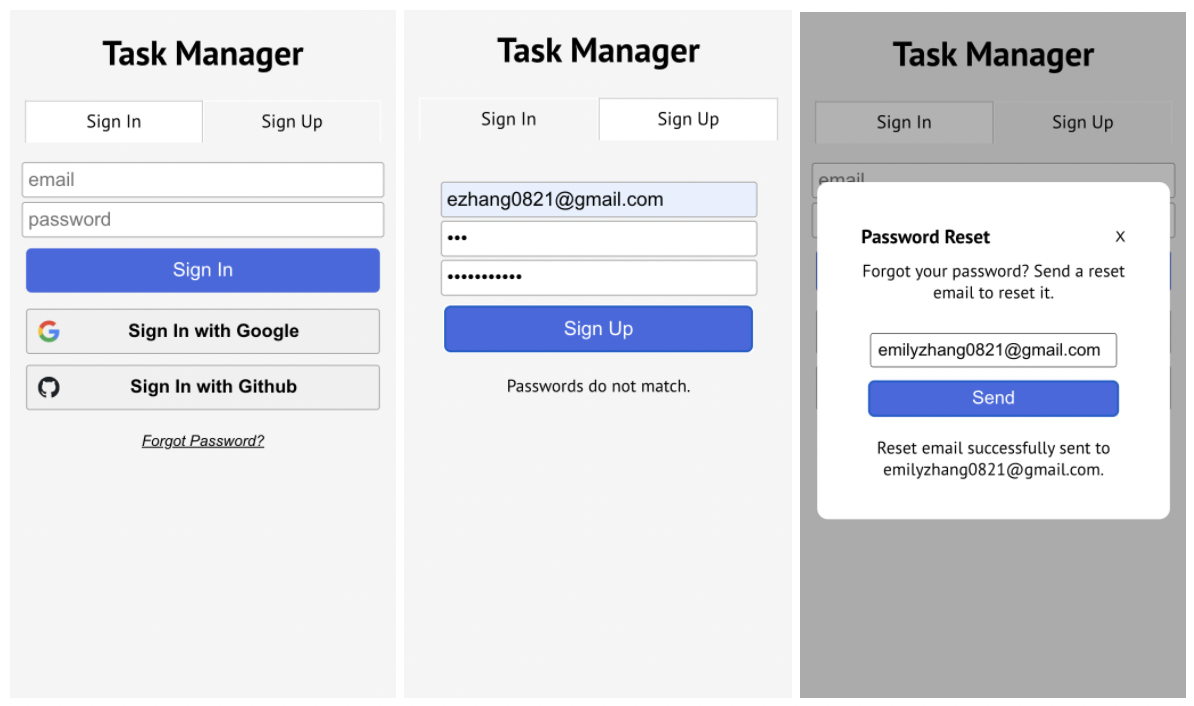 Task Manager
Sign In
Sign Up
email
password
Sign In
Sign In with Google
Sign In with Github
Forgot Password?
Task Manager
Sign In
Sign Up
ezhang0821@gmail.com
•••
•••••••••••
Sign Up
Passwords do not match.
Task Manager
Sign In
Sign Up
email
Password Reset
X
Forgot your password? Send a reset
email to reset it.
emilyzhang0821@gmail.com
Send
Reset email successfully sent to
emilyzhang0821@gmail.com.